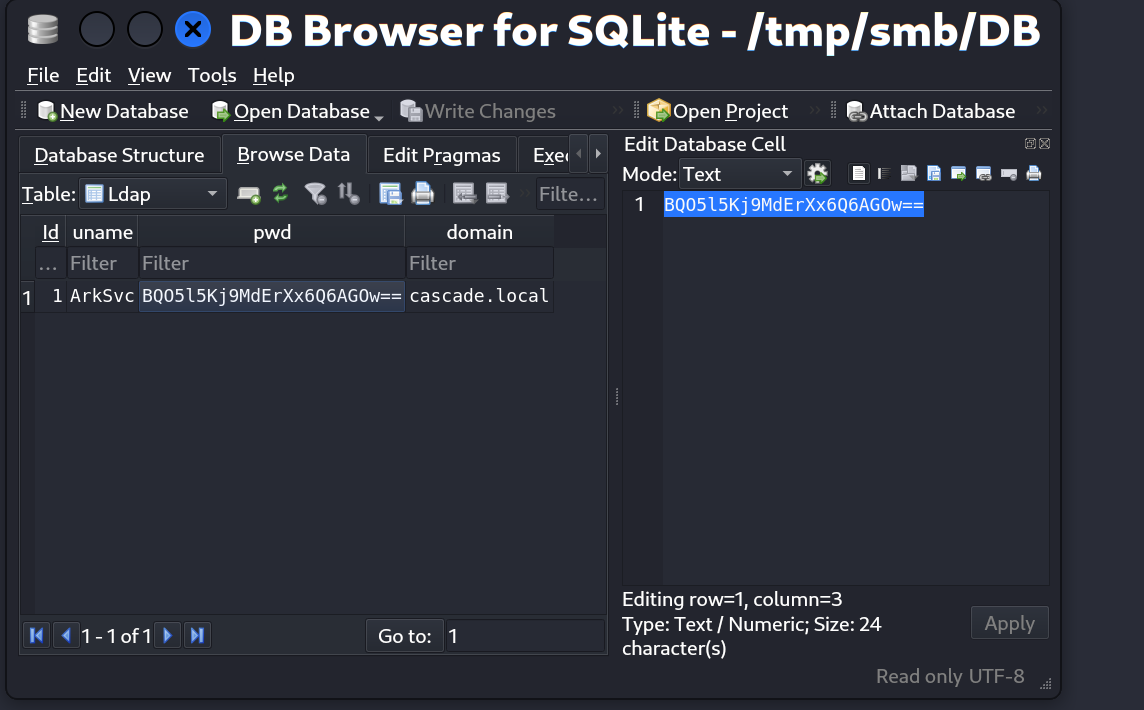 DB Browser for SQLite - /tmp/smb/DB
File Edit View Tools Help
New Database Open Database Write Changes Open Project Attach Database
Database Structure Browse Data Edit Pragmas Exec
Table: Ldap Filte...
Id uname pwd domain
... Filter Filter Filter
1 1 ArkSvc BQO5l5Kj9MdErXx6Q6AGOw== cascade.local
1 - 1 of 1 Go to: 1
Edit Database Cell
Mode: Text
1 BQO5l5Kj9MdErXx6Q6AGOw==
Editing row=1, column=3
Type: Text / Numeric; Size: 24
character(s)
Apply
Read only UTF-8